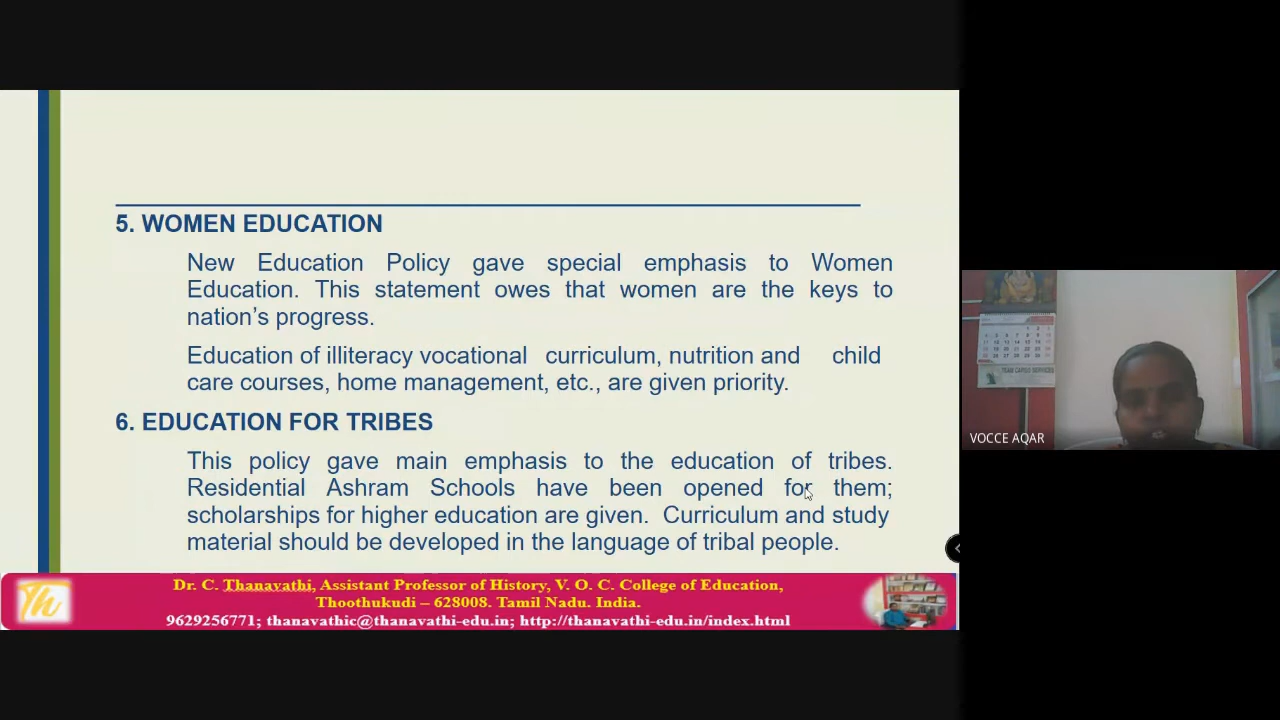 5. WOMEN EDUCATION
New Education Policy gave special emphasis to Women
Education. This statement owes that women are the keys to
nation's progress.
Education of illiteracy vocational curriculum, nutrition and child
care courses, home management, etc., are given priority.
6. EDUCATION FOR TRIBES
This policy gave main emphasis to the education of tribes.
Residential Ashram Schools have been opened for them;
scholarships for higher education are given. Curriculum and study
material should be developed in the language of tribal people.
Th
Dr. C. Thanavathi, Assistant Professor of History, V. O. C. College of Education,
Thoothukudi – 628008. Tamil Nadu. India.
9629256771; thanavathic@thanavathi-edu.in; http://thanavathi-edu.in/index.html
TEAM CARGO SERVICES
VOCCE AQAR